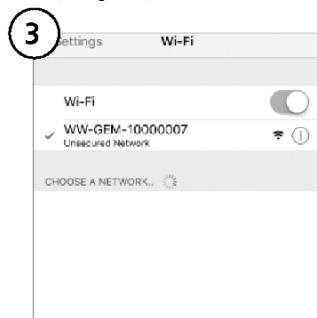 3
Settings Wi-Fi
Wi-Fi
WW-GEM-10000007
Unsecured Network
CHOOSE A NETWORK...